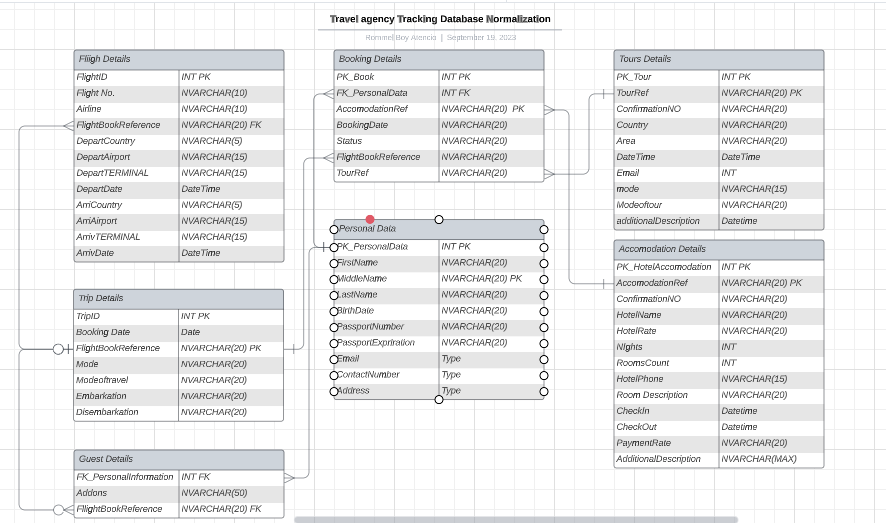 Travel agency Tracking Database Normalization
Rommel Boy Atencio | September 19, 2023
Fliigh Details
FlightID INT PK
Flight No. NVARCHAR(10)
Airline NVARCHAR(10)
FlightBookReference NVARCHAR(20) FK
DepartCountry NVARCHAR(5)
DepartAirport NVARCHAR(15)
DepartTERMINAL NVARCHAR(15)
DepartDate DateTime
ArriCountry NVARCHAR(5)
ArriAirport NVARCHAR(15)
ArrivTERMINAL NVARCHAR(15)
ArrivDate DateTime
Trip Details
TripID INT PK
Booking Date Date
FlightBookReference NVARCHAR(20) PK
Mode NVARCHAR(20)
Modeoftravel NVARCHAR(20)
Embarkation NVARCHAR(20)
Disembarkation NVARCHAR(20)
Guest Details
FK_PersonalInformation INT FK
Addons NVARCHAR(50)
FllightBookReference NVARCHAR(20) FK
Booking Details
PK_Book INT PK
FK_PersonalData INT FK
AccomodationRef NVARCHAR(20) PK
BookingDate NVARCHAR(20)
Status NVARCHAR(20)
FlightBookReference NVARCHAR(20)
TourRef NVARCHAR(20)
Personal Data
PK_PersonalData INT PK
FirstName NVARCHAR(20)
MiddleName NVARCHAR(20) PK
LastName NVARCHAR(20)
BirthDate NVARCHAR(20)
PassportNumber NVARCHAR(20)
PassportExpriration NVARCHAR(20)
Email Type
ContactNumber Type
Address Type
Tours Details
PK_Tour INT PK
TourRef NVARCHAR(20) PK
ConfirmationNO NVARCHAR(20)
Country NVARCHAR(20)
Area NVARCHAR(20)
DateTime DateTime
Email INT
mode NVARCHAR(15)
Modeoftour NVARCHAR(20)
additionalDescription Datetime
Accomodation Details
PK_HotelAccomodation INT PK
AccomodationRef NVARCHAR(20) PK
ConfirmationNO NVARCHAR(20)
HotelName NVARCHAR(20)
HotelRate NVARCHAR(20)
NIghts INT
RoomsCount INT
HotelPhone NVARCHAR(15)
Room Description NVARCHAR(20)
CheckIn Datetime
CheckOut Datetime
PaymentRate NVARCHAR(20)
AdditionalDescription NVARCHAR(MAX)